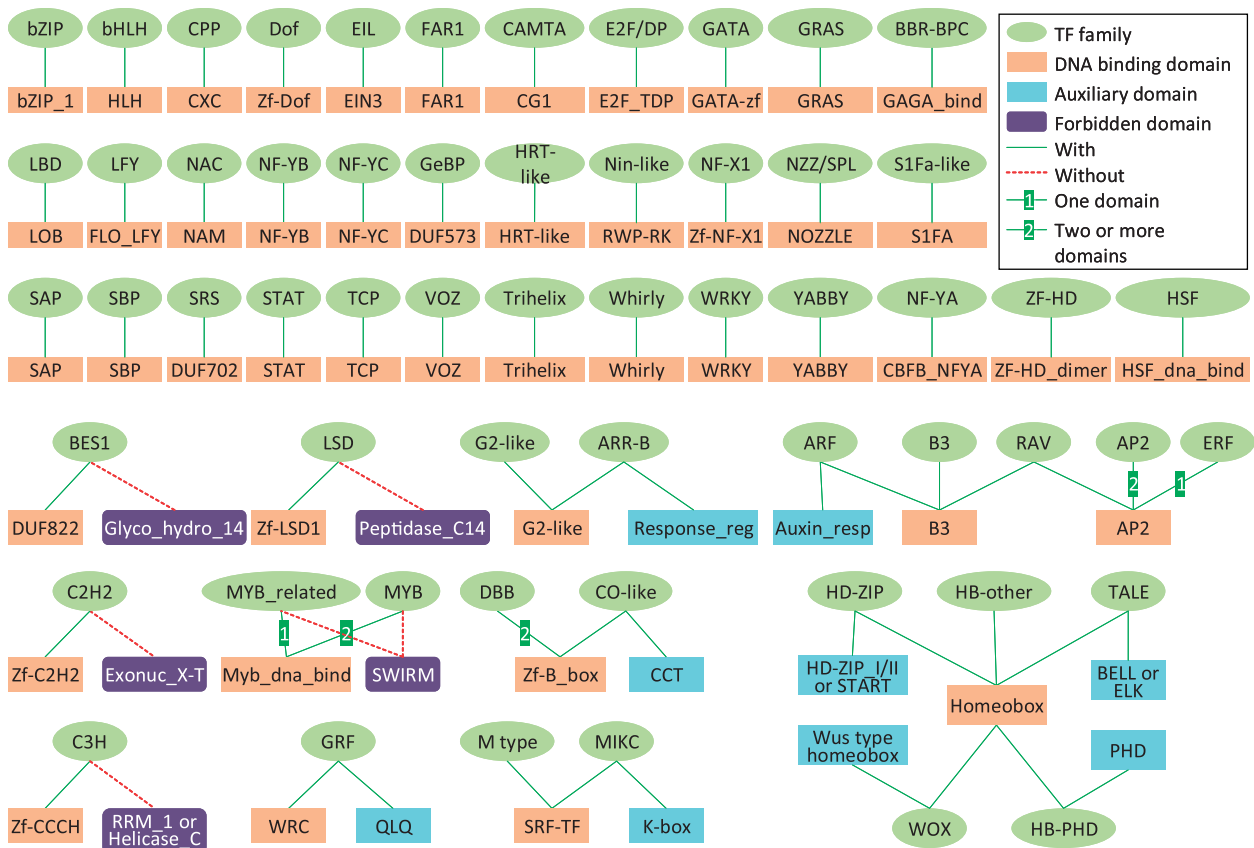 bZIP bHLH CPP Dof EIL FAR1 CAMTA E2F/DP GATA GRAS BBR-BPC
bZIP_1 HLH CXC Zf-Dof EIN3 FAR1 CG1 E2F_TDP GATA-zf GRAS GAGA_bind
TF family
DNA binding domain
Auxiliary domain
Forbidden domain
With
Without
1 One domain
2 Two or more
domains
LBD LFY NAC NF-YB NF-YC GeBP HRT-
like Nin-like NF-X1 NZZ/SPL S1Fa-like
LOB FLO_LFY NAM NF-YB NF-YC DUF573 HRT-like RWP-RK Zf-NF-X1 NOZZLE S1FA
SAP SBP SRS STAT TCP VOZ Trihelix Whirly WRKY YABBY NF-YA ZF-HD HSF
SAP SBP DUF702 STAT TCP VOZ Trihelix Whirly WRKY YABBY CBFB_NFYA ZF-HD_dimer HSF_dna_bind
BES1 LSD G2-like ARR-B ARF B3 RAV AP2 ERF
2 1
DUF822 Glyco_hydro_14 Zf-LSD1 Peptidase_C14 G2-like Response_reg Auxin_resp B3 AP2
C2H2 MYB_related MYB DBB CO-like HD-ZIP HB-other TALE
1 2 2
Zf-C2H2 Exonuc_X-T Myb_dna_bind SWIRM Zf-B_box CCT
HD-ZIP_I/II
or START
BELL or
ELK
Homeobox
C3H GRF M type MIKC
Wus type
homeobox
PHD
Zf-CCCH
RRM_1 or
Helicase_C
WRC QLQ SRF-TF K-box WOX HB-PHD